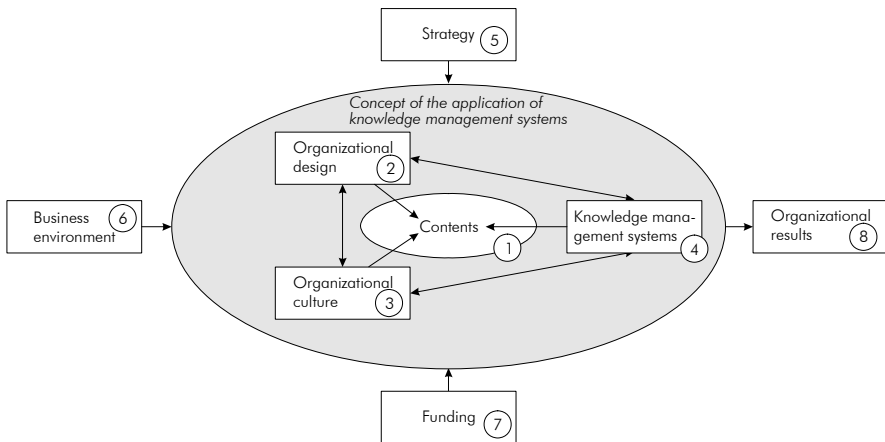 Strategy
5
Concept of the application of
knowledge management systems
Organizational
design
2
Business
environment
6
Contents
1
Knowledge mana-
gement systems
4
Organizational
results
8
Organizational
culture
3
Funding
7